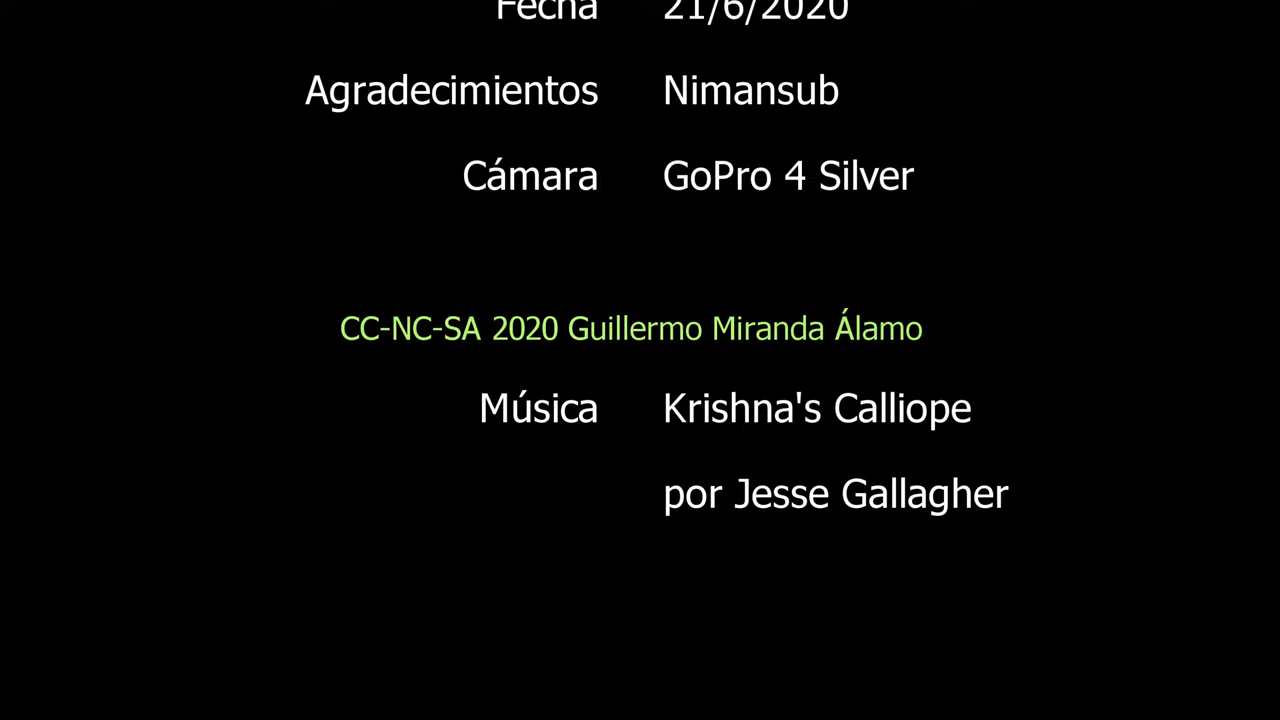 Fecha 21/6/2020
Agradecimientos Nimansub
Cámara GoPro 4 Silver
CC-NC-SA 2020 Guillermo Miranda Álamo
Música Krishna's Calliope
por Jesse Gallagher